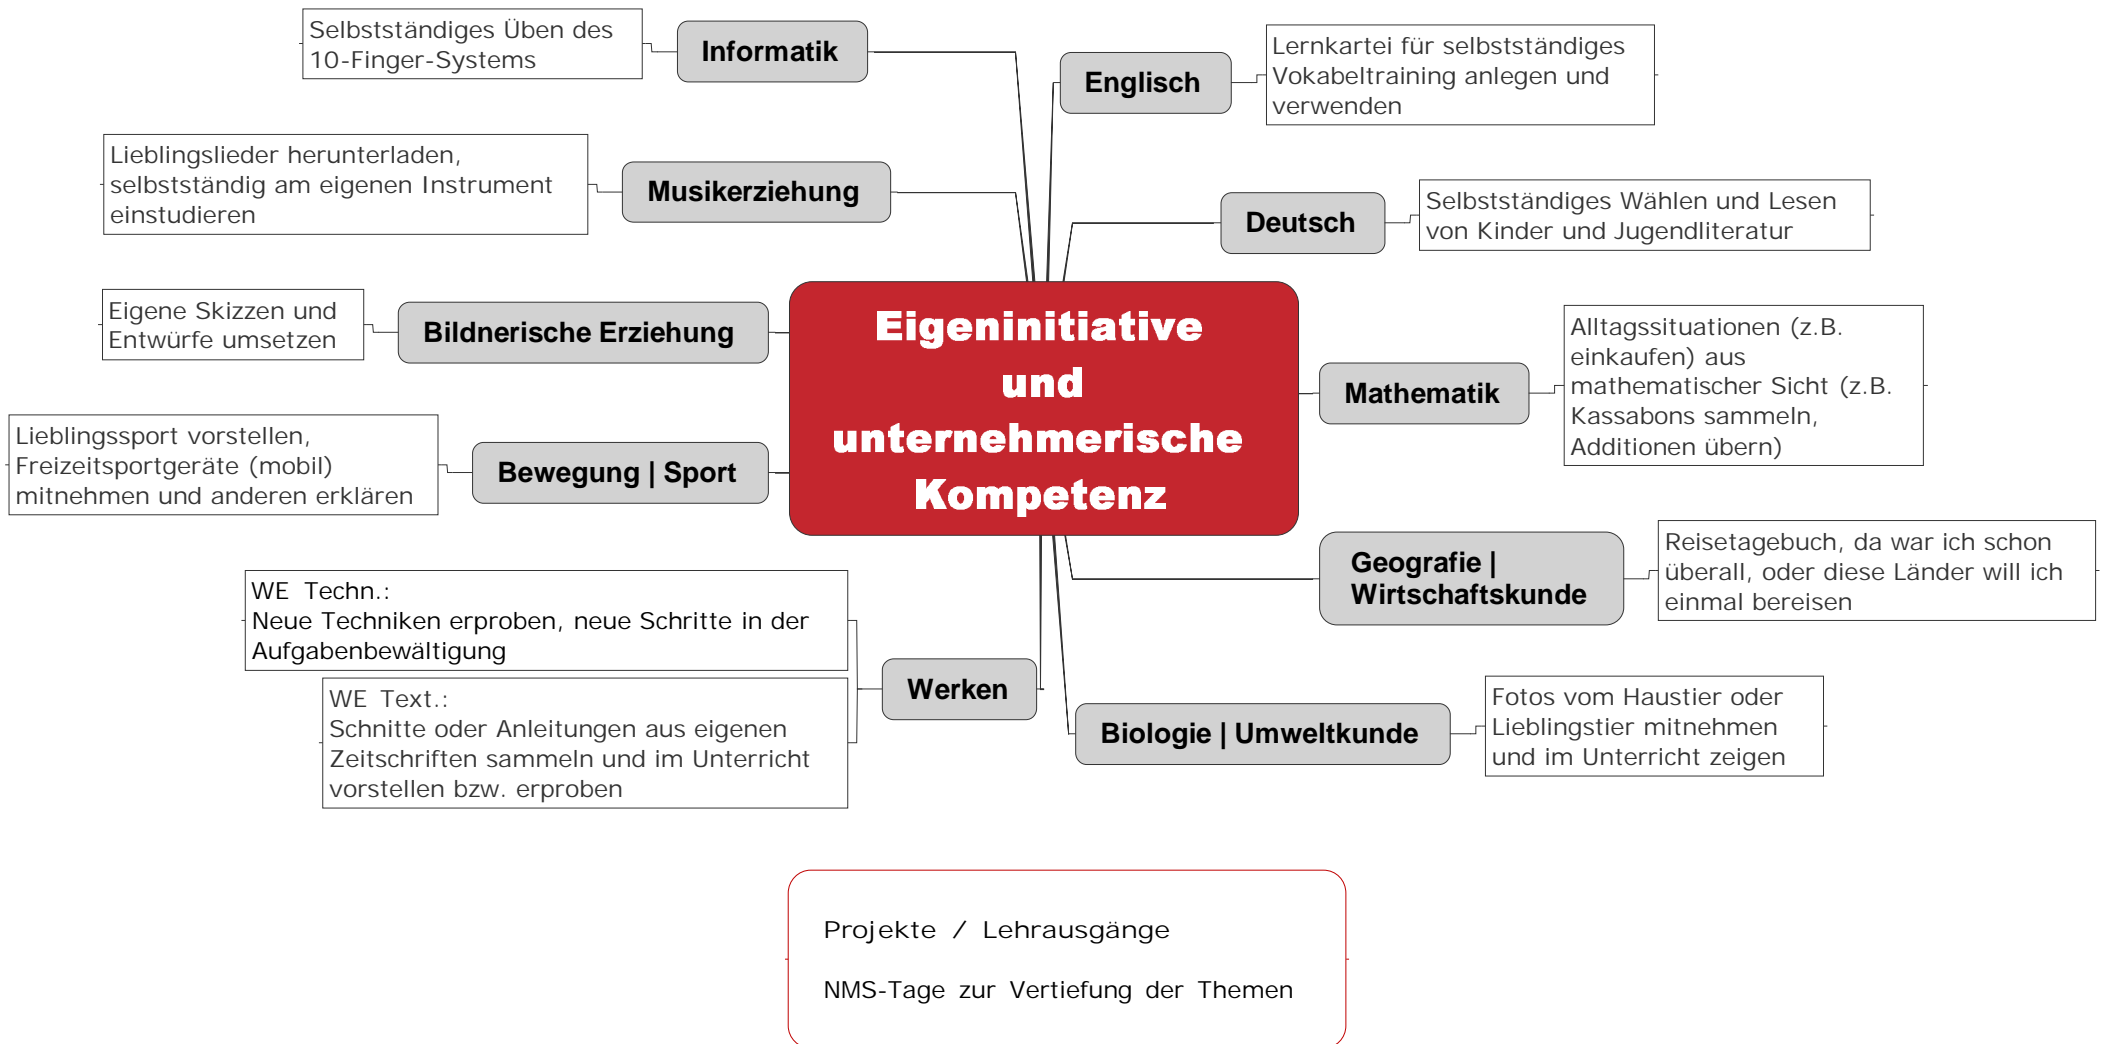 Selbstständiges Üben des
10-Finger-Systems
Informatik
Englisch
Lernkartei für selbstständiges
Vokabeltraining anlegen und
verwenden
Lieblingslieder herunterladen,
selbstständig am eigenen Instrument
einstudieren
Musikerziehung
Deutsch
Selbstständiges Wählen und Lesen
von Kinder und Jugendliteratur
Eigene Skizzen und
Entwürfe umsetzen
Bildnerische Erziehung
Eigeninitiative
und
unternehmerische
Kompetenz
Mathematik
Alltagssituationen (z.B.
einkaufen) aus
mathematischer Sicht (z.B.
Kassabons sammeln,
Additionen übern)
Lieblingssport vorstellen,
Freizeitsportgeräte (mobil)
mitnehmen und anderen erklären
Bewegung | Sport
Geografie |
Wirtschaftskunde
Reisetagebuch, da war ich schon
überall, oder diese Länder will ich
einmal bereisen
WE Techn.:
Neue Techniken erproben, neue Schritte in der
Aufgabenbewältigung
WE Text.:
Schnitte oder Anleitungen aus eigenen
Zeitschriften sammeln und im Unterricht
vorstellen bzw. erproben
Werken
Biologie | Umweltkunde
Fotos vom Haustier oder
Lieblingstier mitnehmen
und im Unterricht zeigen
Projekte / Lehrausgänge
NMS-Tage zur Vertiefung der Themen